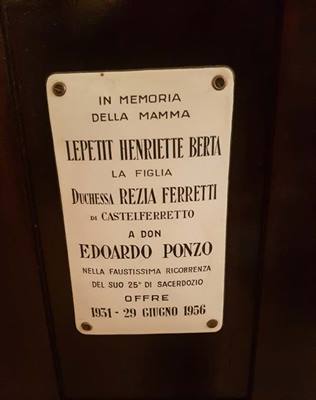 IN MEMORIA
DELLA MAMMA
LEPETIT HENRIETTE BERTA
LA FIGLIA
DUCHESSA REZIA FERRETTI
DI CASTELFERRETTO
A DON
EDOARDO PONZO
NELLA FAUSTISSIMA RICORRENZA
DEL SUO 25° DI SACERDOZIO
OFFRE
1931 - 29 GIUGNO 1956